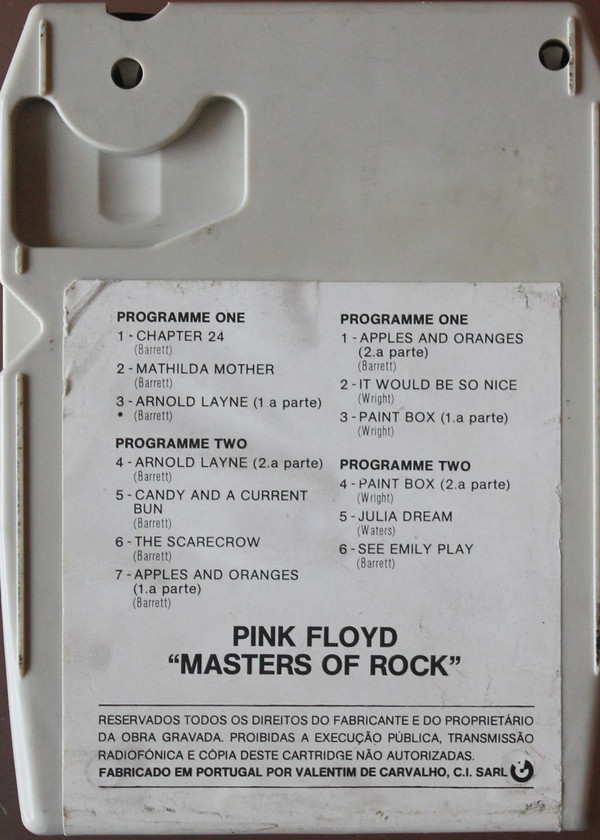 PROGRAMME ONE
1 - CHAPTER 24
(Barrett)
2 - MATHILDA MOTHER
(Barrett)
3 - ARNOLD LAYNE (1 a parte)
• (Barrett)
PROGRAMME TWO
4 - ARNOLD LAYNE (2.a parte)
(Barrett)
5 - CANDY AND A CURRENT
BUN
(Barrett)
6 - THE SCARECROW
(Barrett)
7 - APPLES AND ORANGES
(1.a parte)
(Barrett)
PROGRAMME ONE
1 - APPLES AND ORANGES
(2.a parte)
(Barrett)
2 - IT WOULD BE SO NICE
(Wright)
3 - PAINT BOX (1.a parte)
(Wright)
PROGRAMME TWO
4 - PAINT BOX (2.a parte)
(Wright)
5 - JULIA DREAM
(Waters)
6 - SEE EMILY PLAY
(Barrett)
PINK FLOYD
“MASTERS OF ROCK”
RESERVADOS TODOS OS DIREITOS DO FABRICANTE E DO PROPRIETÁRIO
DA OBRA GRAVADA. PROIBIDAS A EXECUÇÃO PÚBLICA, TRANSMISSÃO
RADIOFÓNICA E CÓPIA DESTE CARTRIDGE NÃO AUTORIZADAS.
FABRICADO EM PORTUGAL POR VALENTIM DE CARVALHO, C.I. SARL